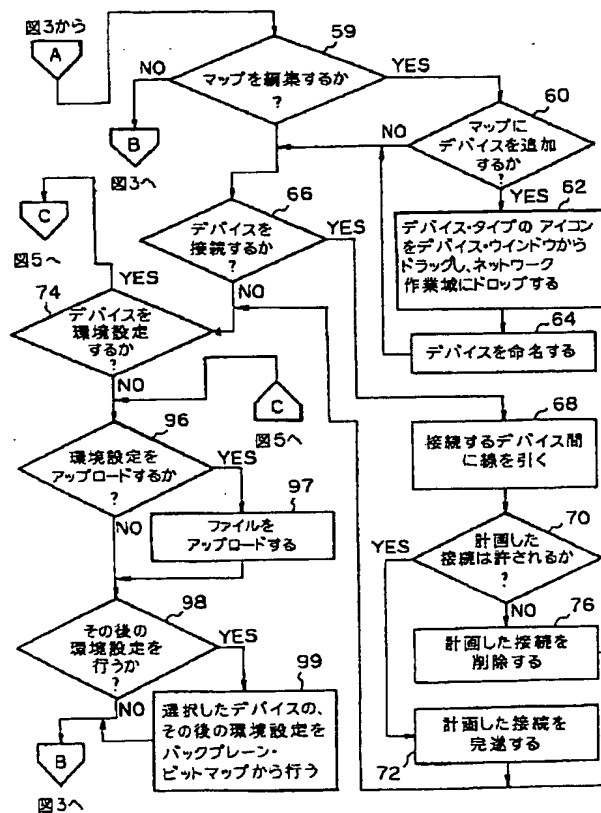 図3から
A
59
NO
マップを編集するか
?
YES
B
図3へ
60
NO
マップに
デバイスを追加
するか
?
YES
C
図5へ
66
デバイスを
接続するか
?
YES
NO
62
デバイス・タイプの アイコン
をデバイス・ウインドウから
ドラッグし、ネットワーク
作業域にドロップする
64
デバイスを命名する
YES
74
デバイスを
環境設定
するか
?
NO
C
図5へ
68
接続するデバイス間
に線を引く
96
環境設定を
アップロードするか
?
YES
NO
97
ファイルを
アップロードする
70
YES
計画した
接続は許されるか
?
NO
76
計画した接続を
削除する
98
その後の
環境設定を
行うか
?
YES
NO
99
選択したデバイスの、
その後の環境設定を
バックプレーン・
ビットマップから行う
計画した接続を
完遂する
72
B
図3へ